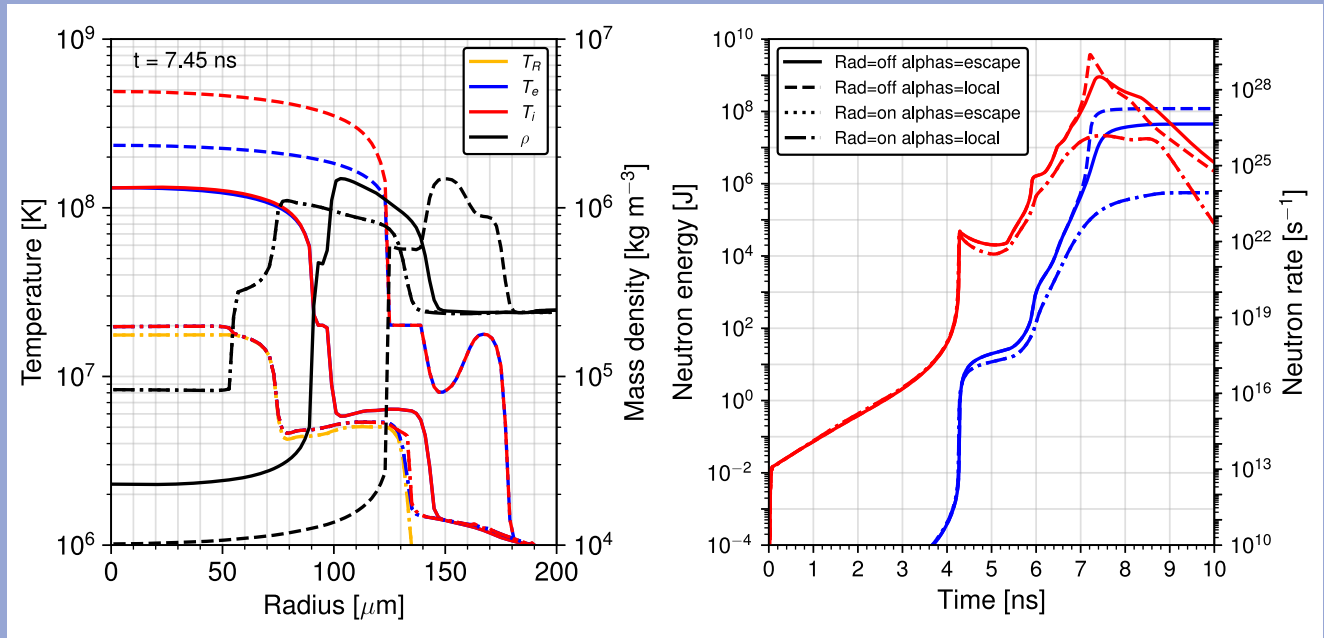 t = 7.45 ns
T_R
T_e
T_i
ρ
10^9
10^8
10^7
10^6
Temperature [K]
0 50 100 150 200
Radius [μm]
10^7
10^6
10^5
10^4
Mass density [kg m^−3]
Rad=off alphas=escape
Rad=off alphas=local
Rad=on alphas=escape
Rad=on alphas=local
10^10
10^8
10^6
10^4
10^2
10^0
10^−2
10^−4
Neutron energy [J]
0 1 2 3 4 5 6 7 8 9 10
Time [ns]
10^28
10^25
10^22
10^19
10^16
10^13
10^10
Neutron rate [s^−1]